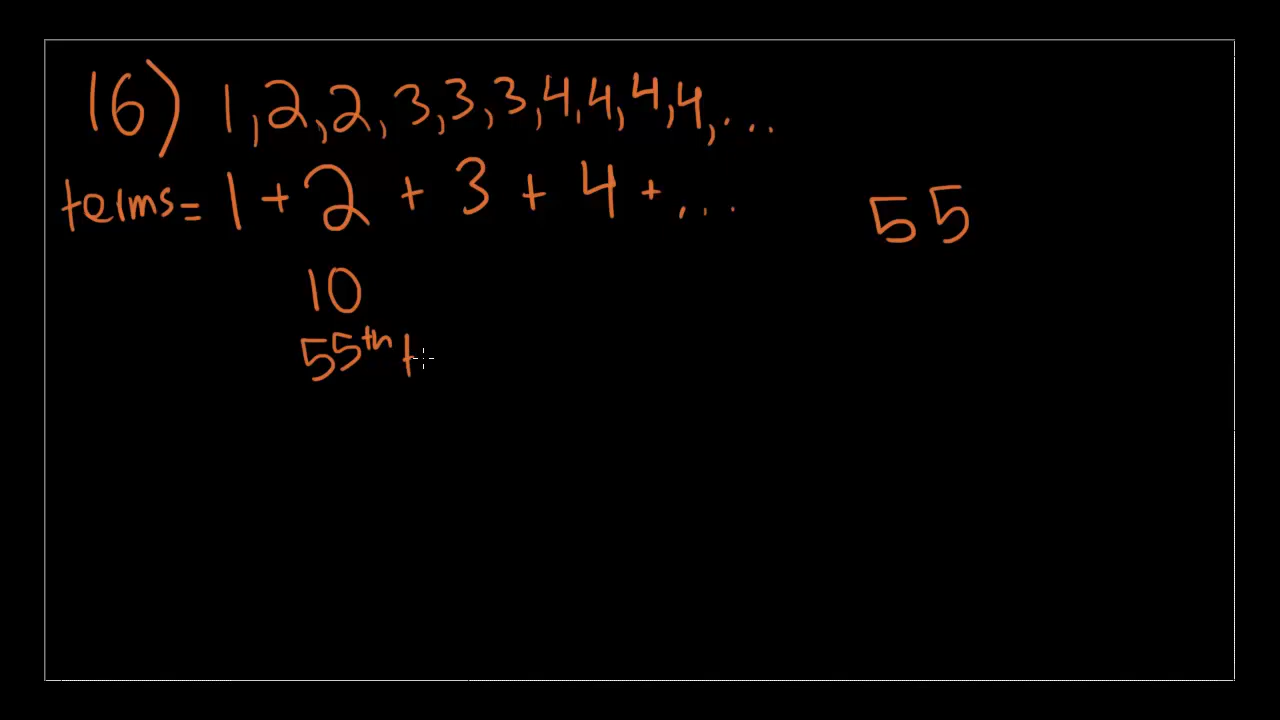 16) 1,2,2,3,3,3,4,4,4,4,...
terms= 1 + 2 + 3 + 4 + ...
55
10
55th t